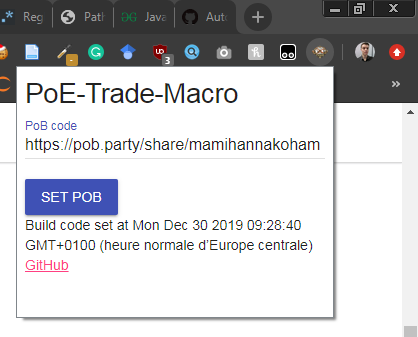 Reg
Path
Java
Auto
PoE-Trade-Macro
PoB code
https://pob.party/share/mamihannakoham
SET POB
Build code set at Mon Dec 30 2019 09:28:40
GMT+0100 (heure normale d'Europe centrale)
GitHub